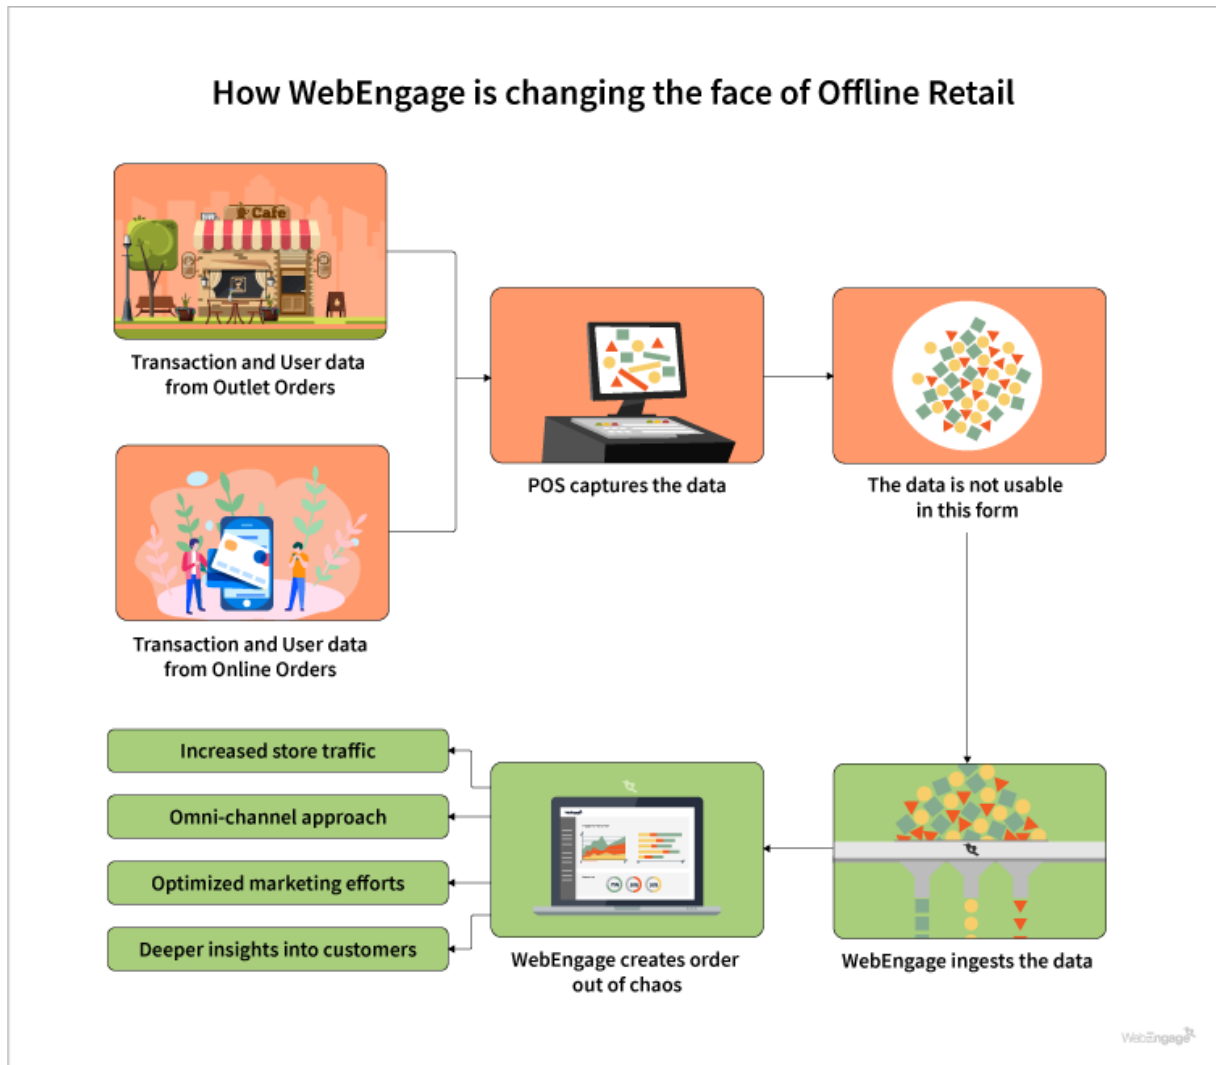 How WebEngage is changing the face of Offline Retail
Cafe
Transaction and User data
from Outlet Orders
POS captures the data
The data is not usable
in this form
Transaction and User data
from Online Orders
Increased store traffic
Omni-channel approach
Optimized marketing efforts
Deeper insights into customers
WebEngage creates order
out of chaos
WebEngage ingests the data
WebEngage